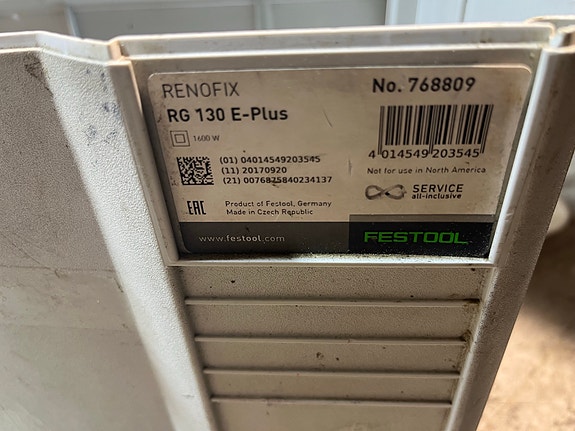 RENOFIX
No. 768809
RG 130 E-Plus
1600 W
4 014549 203545
(01) 04014549203545
(11) 20170920
(21) 0076825840234137
Not for use in North America
SERVICE
all-inclusive
EAC
Product of Festool, Germany
Made in Czech Republic
www.festool.com
FESTOOL